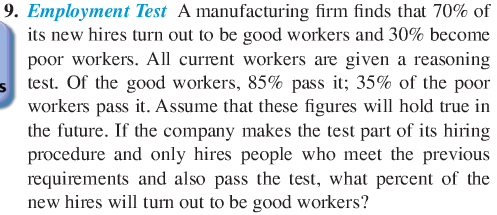 9. Employment Test A manufacturing firm finds that 70% of
its new hires turn out to be good workers and 30% become
poor workers. All current workers are given a reasoning
test. Of the good workers, 85% pass it; 35% of the poor
s
workers pass it. Assume that these figures will hold true in
the future. If the company makes the test part of its hiring
procedure and only hires people who meet the previous
requirements and also pass the test, what percent of the
new hires will turn out to be good workers?